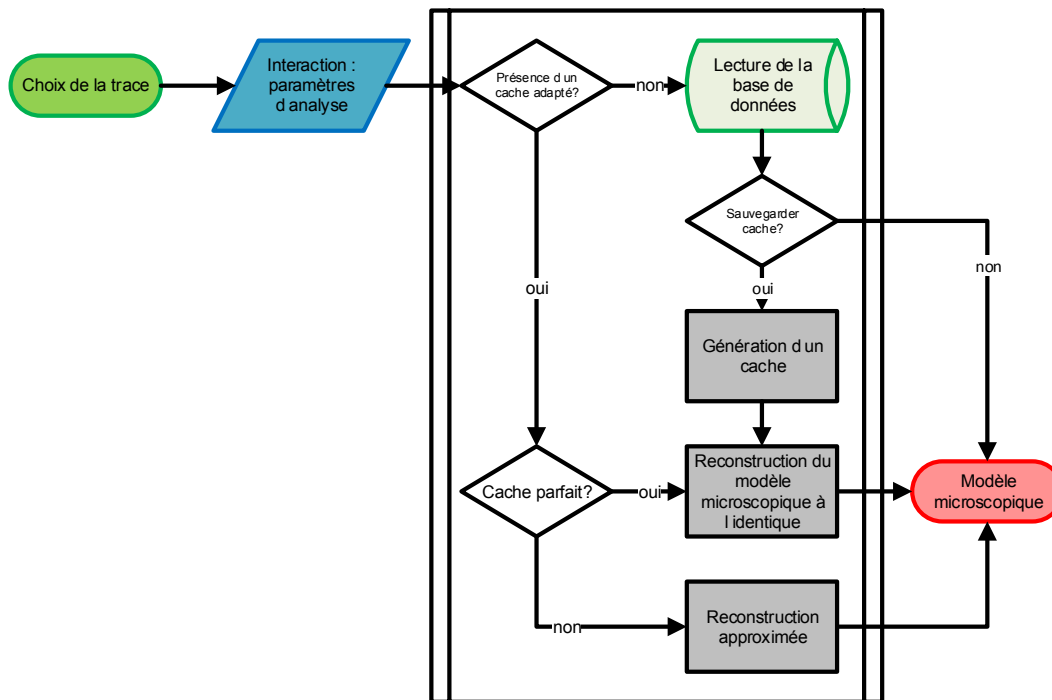 Choix de la trace
Interaction :
paramètres
d analyse
Présence d un
cache adapté?
non
Lecture de la
base de
données
Sauvegarder
cache?
non
oui
oui
Génération d un
cache
Cache parfait?
oui
Reconstruction du
modèle
microscopique à
l identique
Modèle
microscopique
non
Reconstruction
approximée